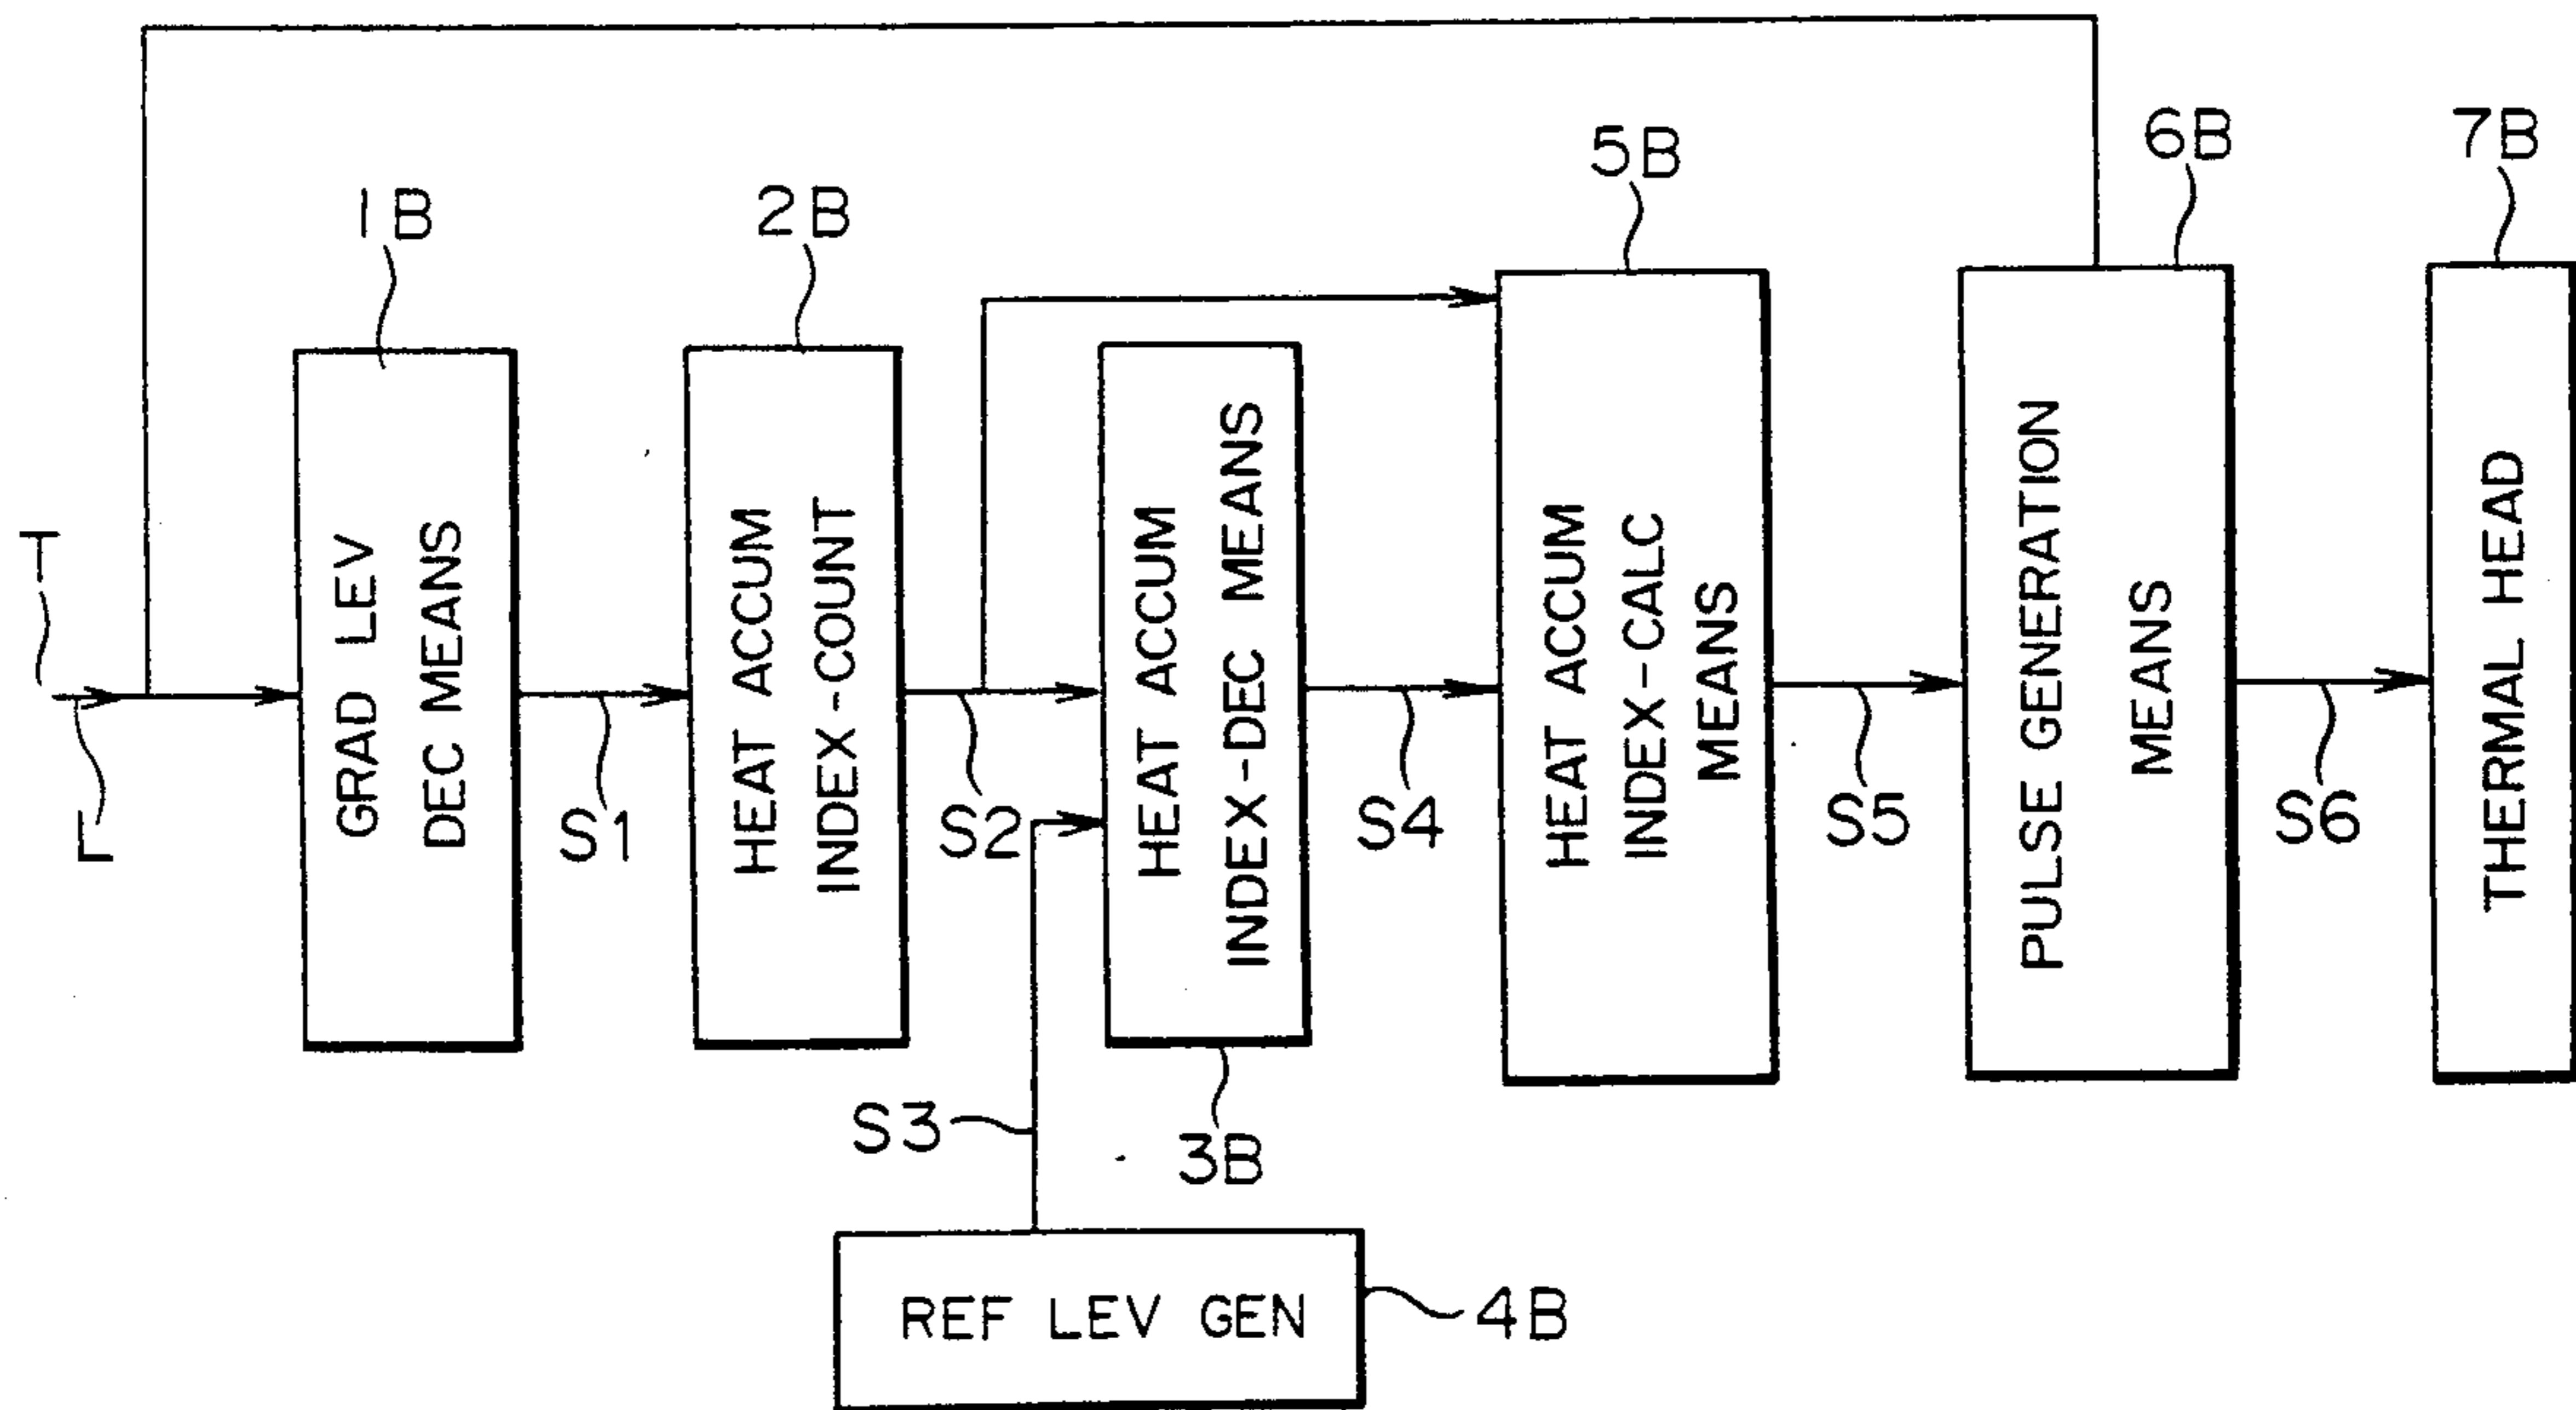 1B
2B
5B
6B
7B
T
L
GRAD LEV
DEC MEANS
S1
HEAT ACCUM
INDEX-COUNT
S2
HEAT ACCUM
INDEX-DEC MEANS
S4
HEAT ACCUM
INDEX-CALC
MEANS
S5
PULSE GENERATION
MEANS
S6
THERMAL HEAD
S3
3B
REF LEV GEN
4B